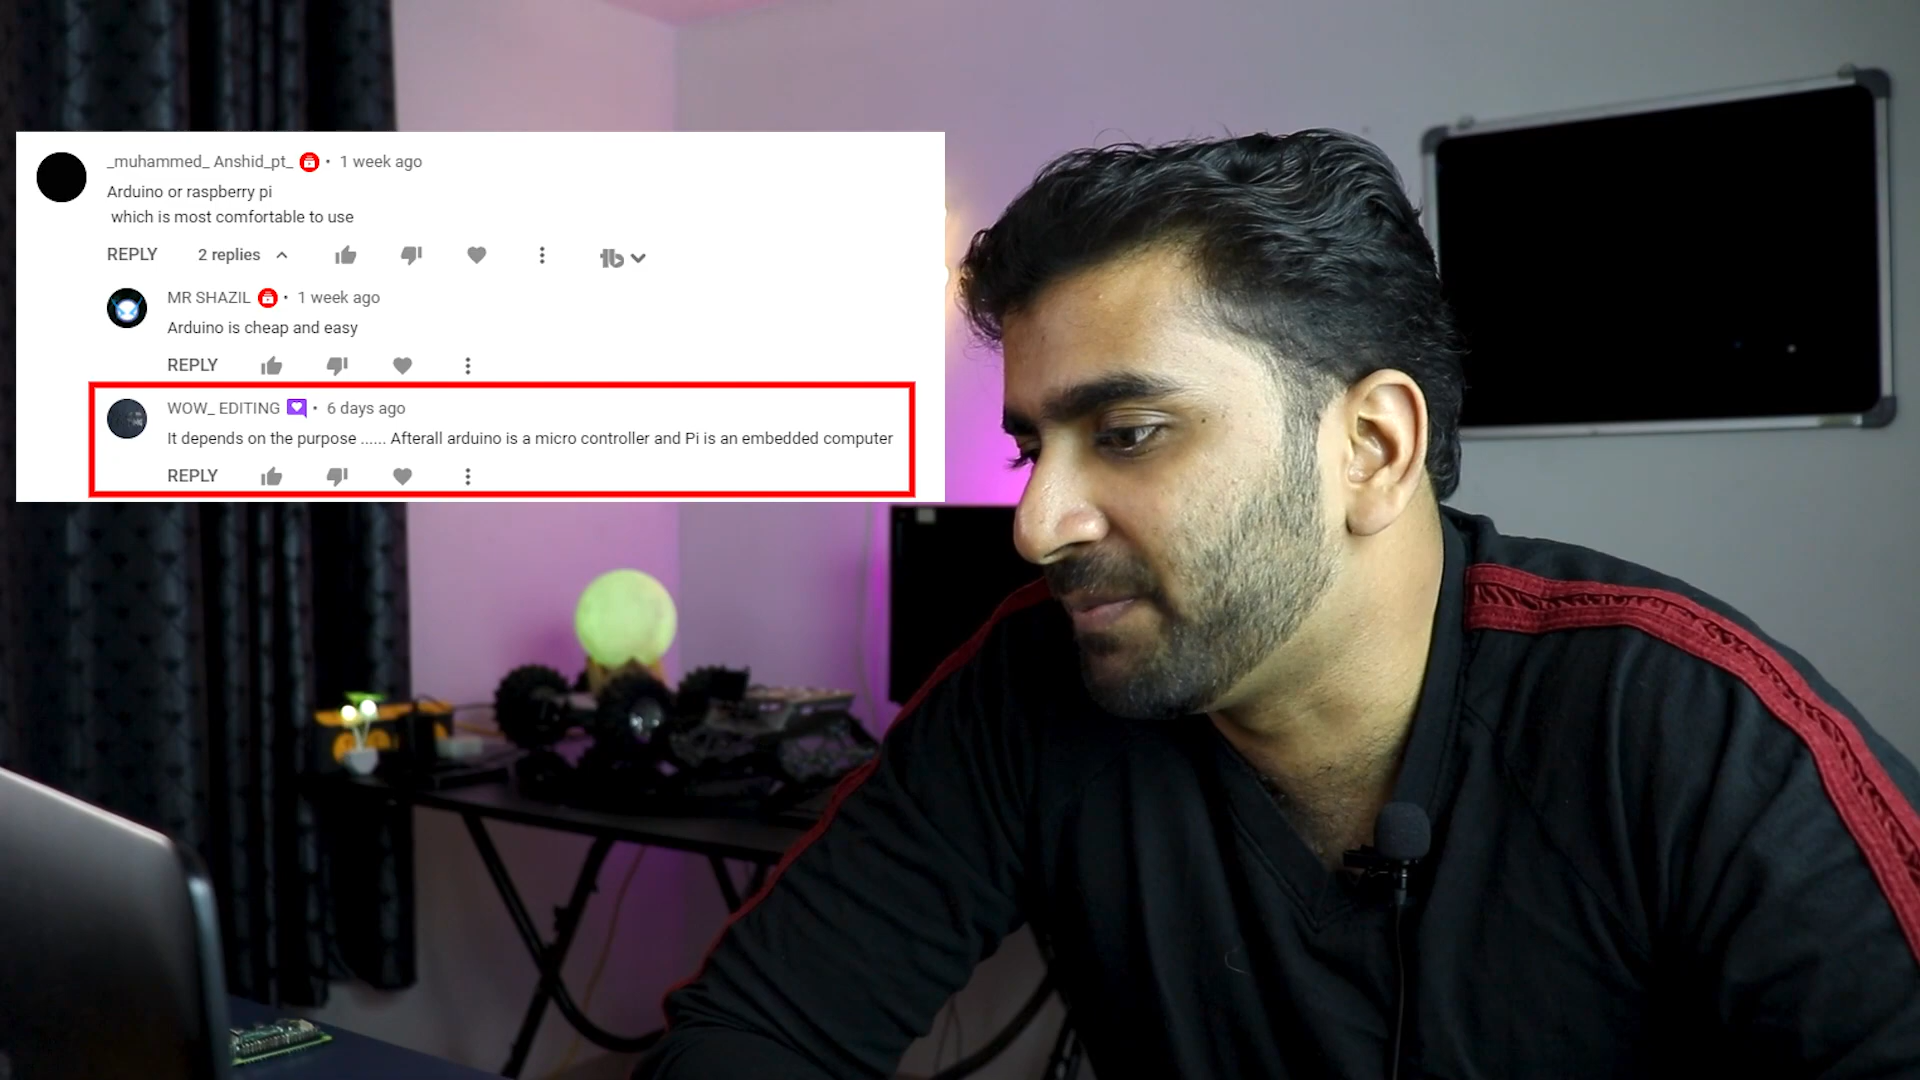 _muhammed_ Anshid_pt_ • 1 week ago
Arduino or raspberry pi
which is most comfortable to use
REPLY 2 replies
MR SHAZIL • 1 week ago
Arduino is cheap and easy
REPLY
WOW_ EDITING • 6 days ago
It depends on the purpose ...... Afterall arduino is a micro controller and Pi is an embedded computer
REPLY